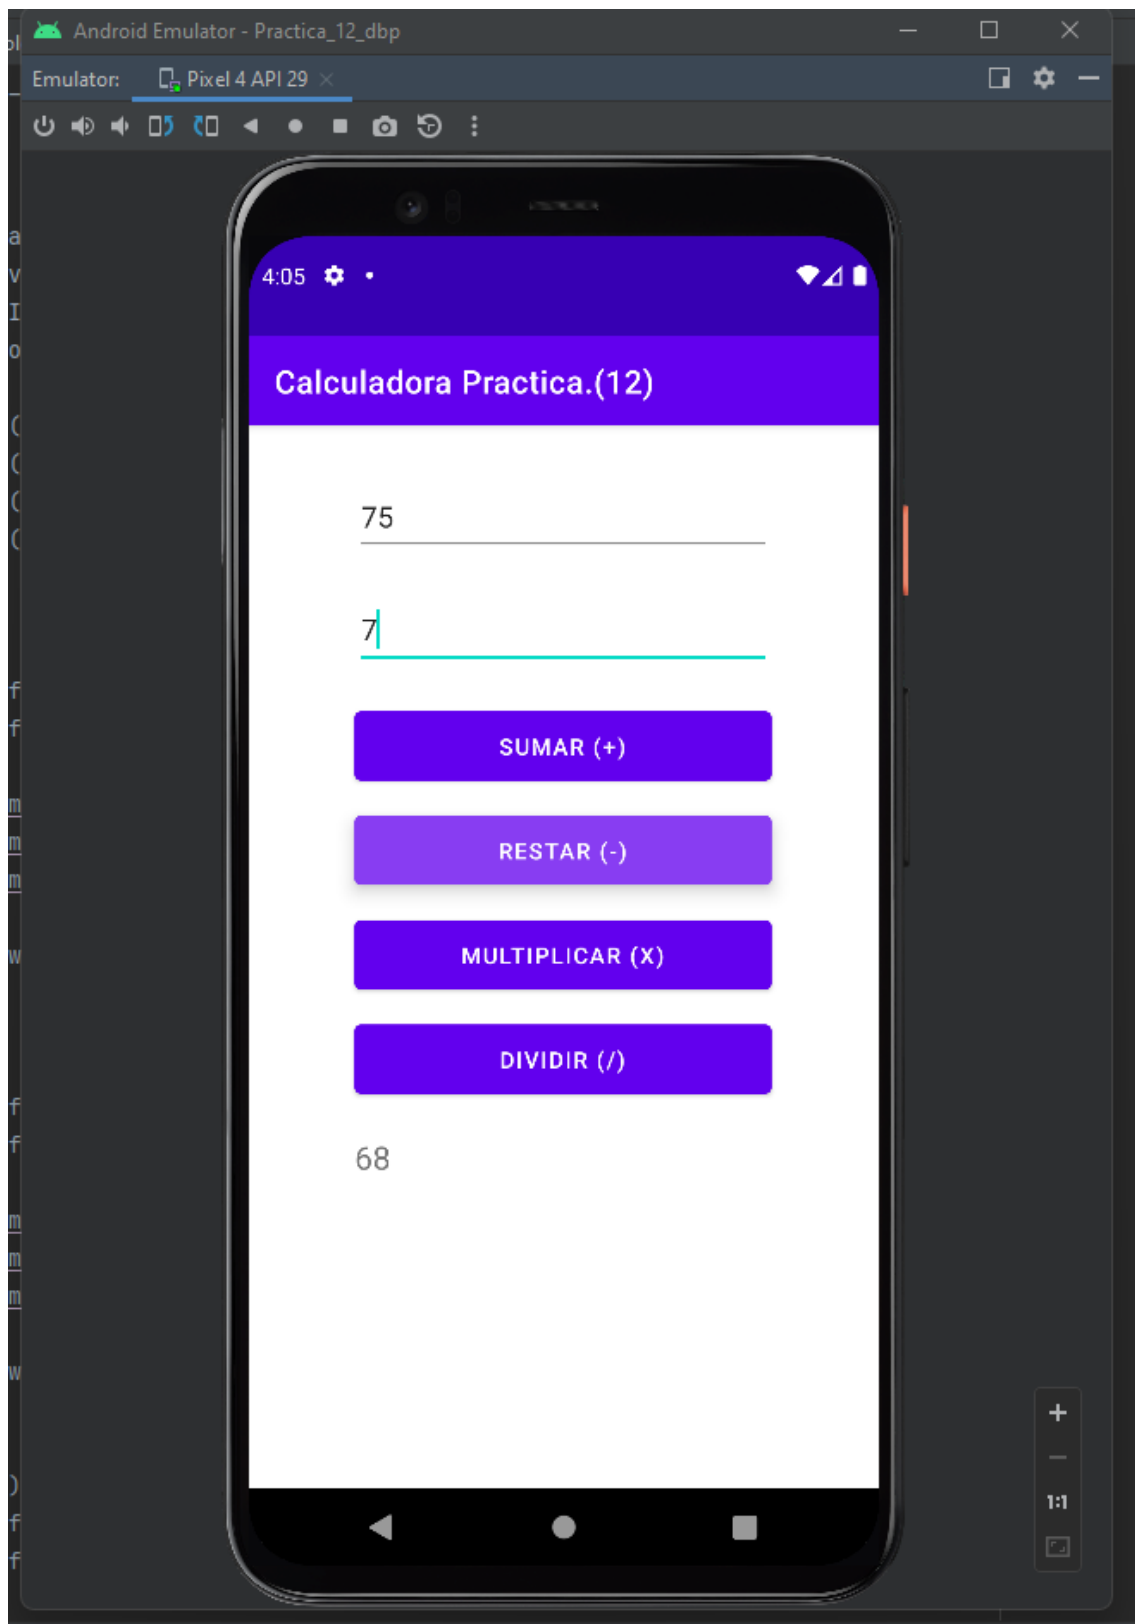 Android Emulator - Practica_12_dbp
Emulator: Pixel 4 API 29
4:05
Calculadora Practica.(12)
75
7
SUMAR (+)
RESTAR (-)
MULTIPLICAR (X)
DIVIDIR (/)
68
1:1